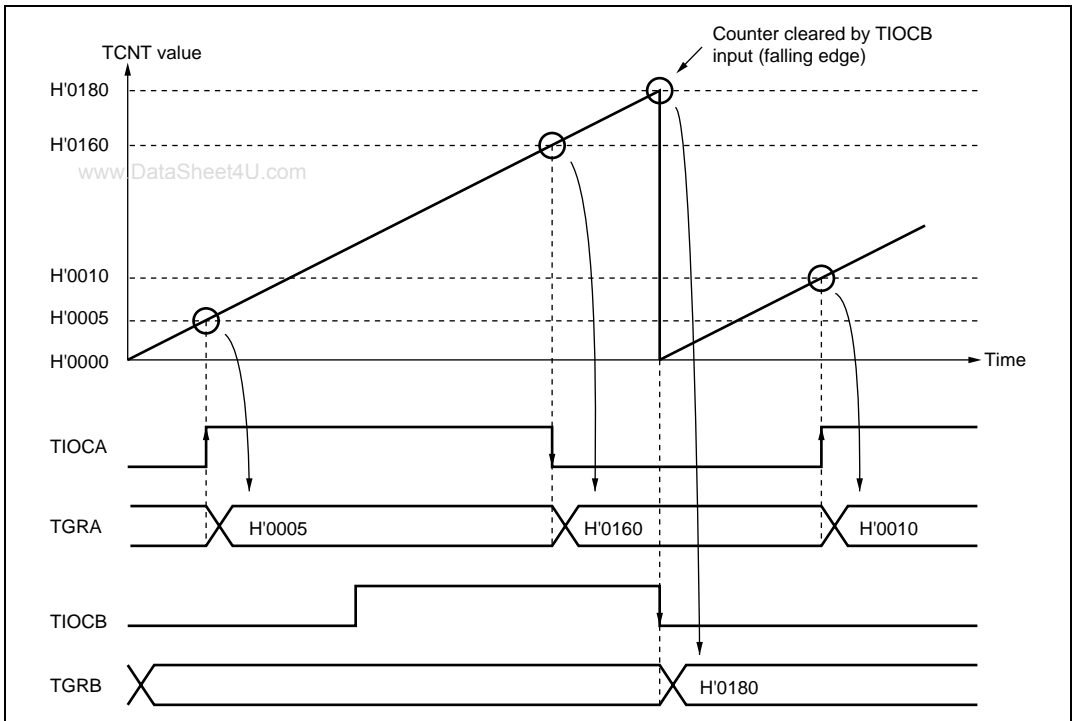 Counter cleared by TIOCB
input (falling edge)
TCNT value
H'0180
H'0160
www.DataSheet4U.com
H'0010
H'0005
H'0000
Time
TIOCA
TGRA
H'0005
H'0160
H'0010
TIOCB
TGRB
H'0180